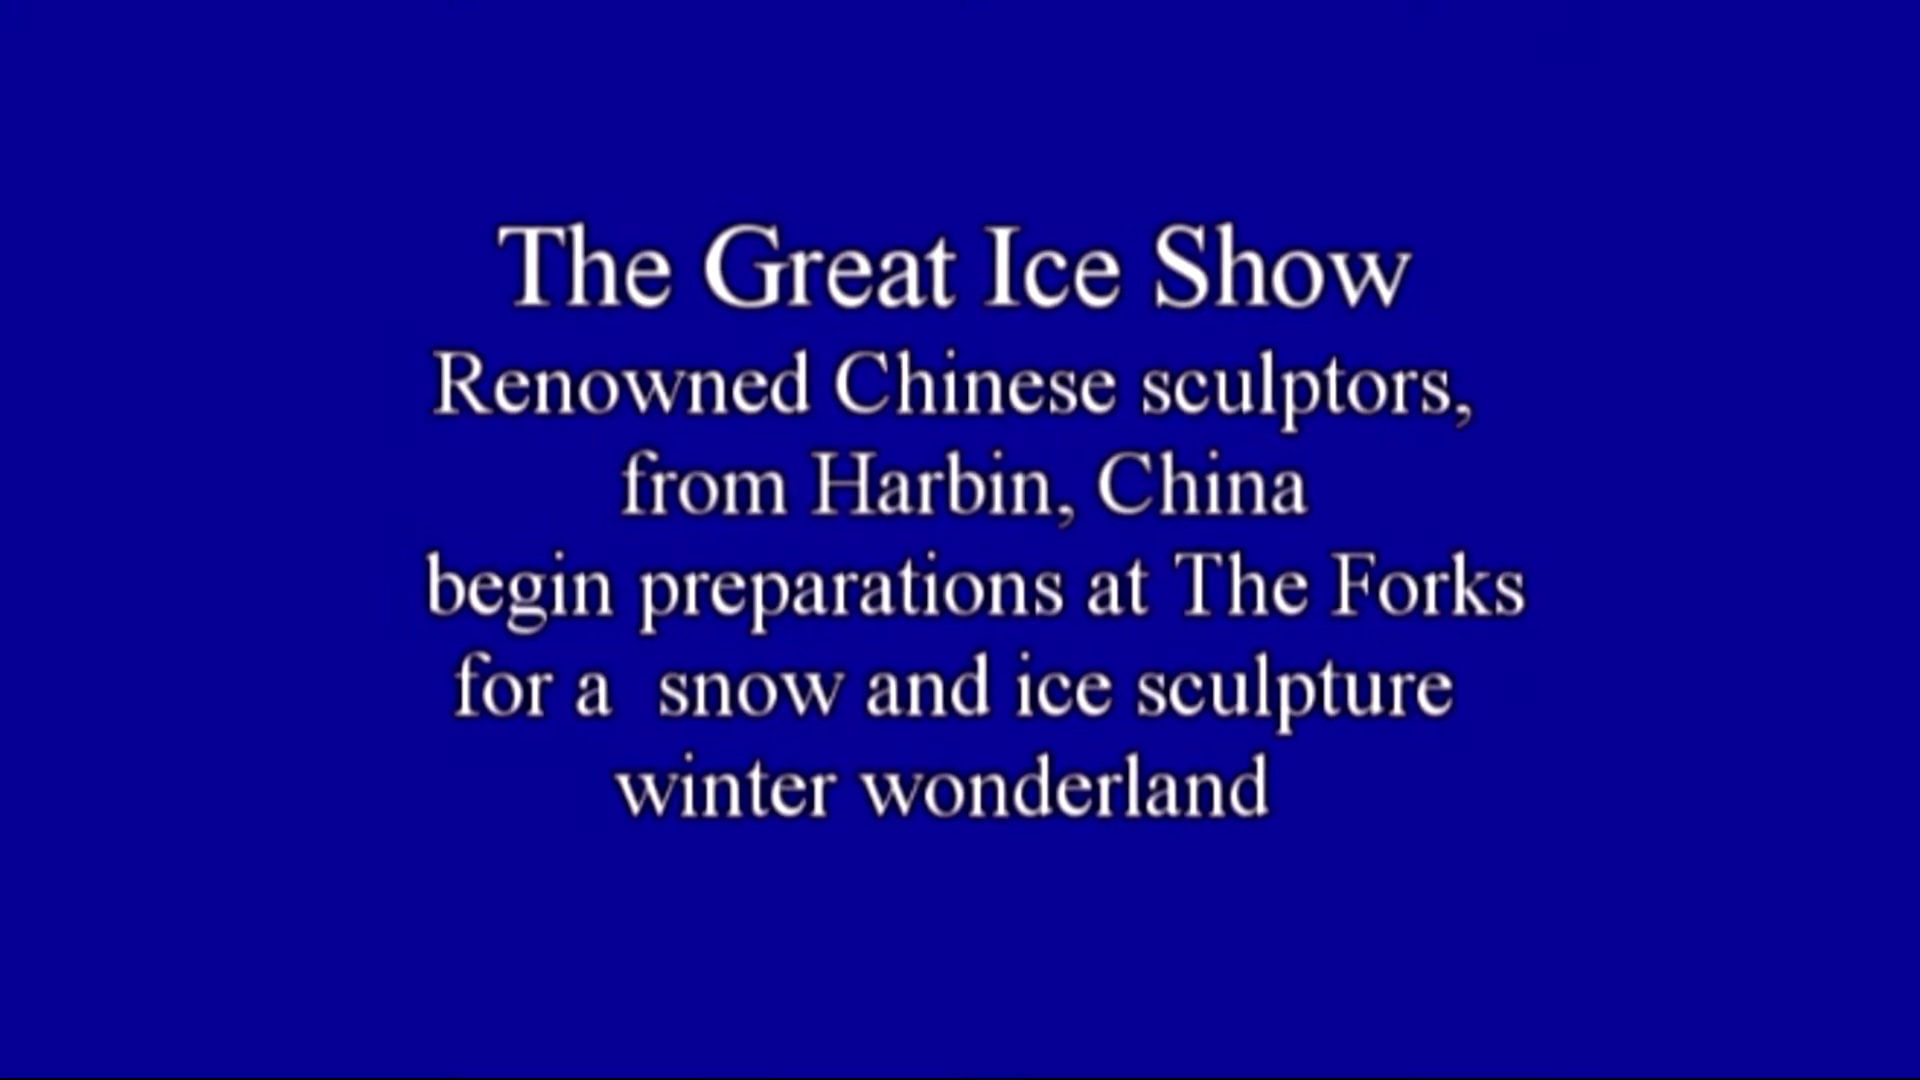 The Great Ice Show
Renowned Chinese sculptors,
from Harbin, China
begin preparations at The Forks
for a  snow and ice sculpture
winter wonderland